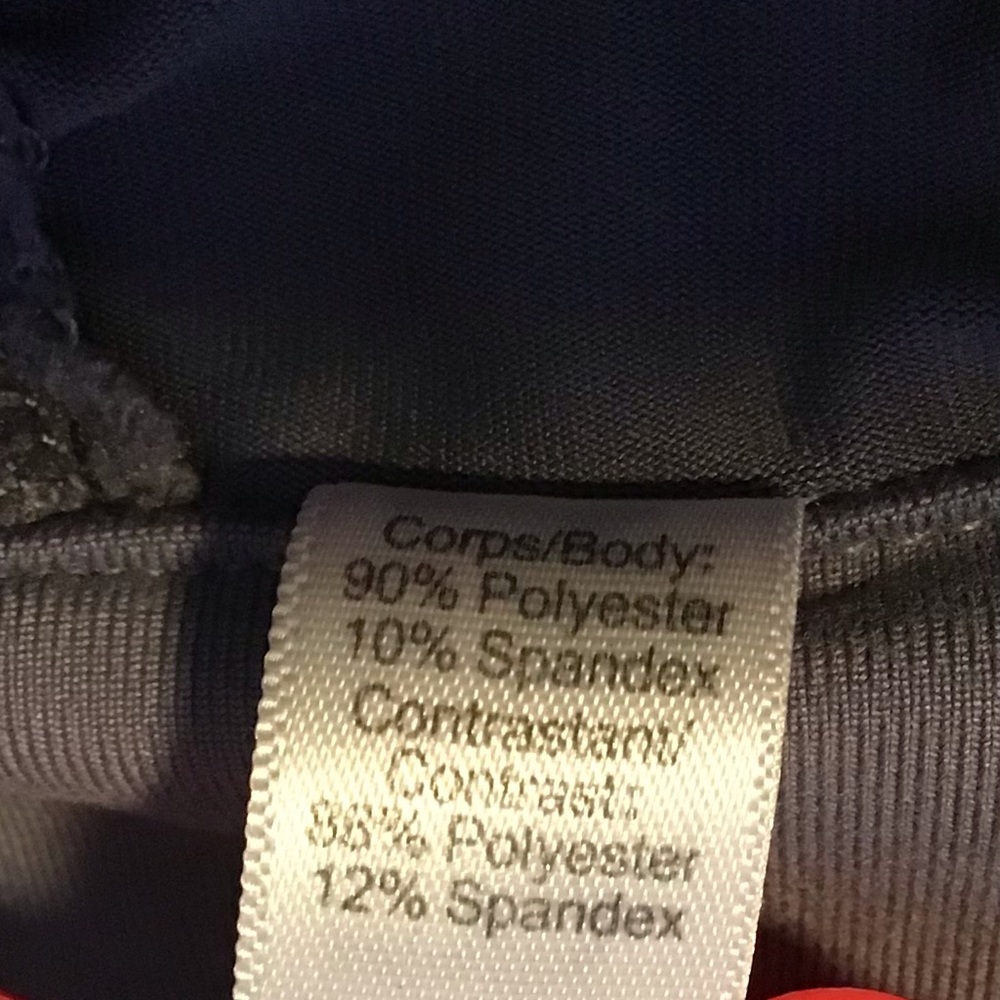 Corps/Body:
90% Polyester
10% Spandex
Contrastant/
Contrast:
88% Polyester
12% Spandex